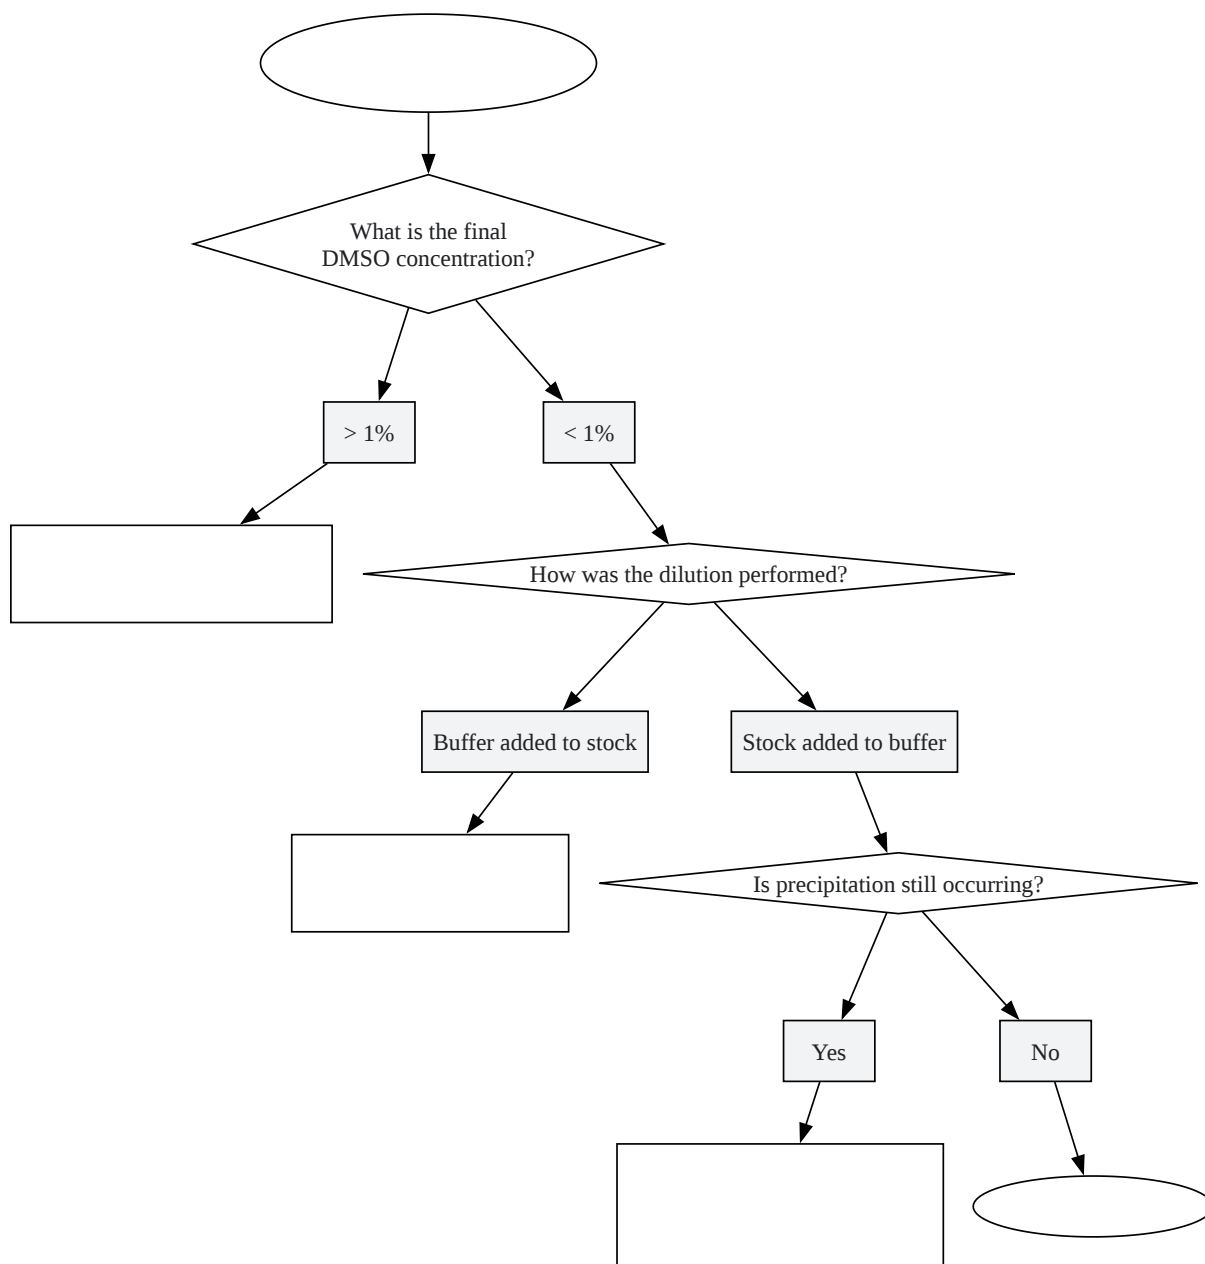 What is the final
DMSO concentration?
> 1%
< 1%
How was the dilution performed?
Buffer added to stock
Stock added to buffer
Is precipitation still occurring?
Yes
No